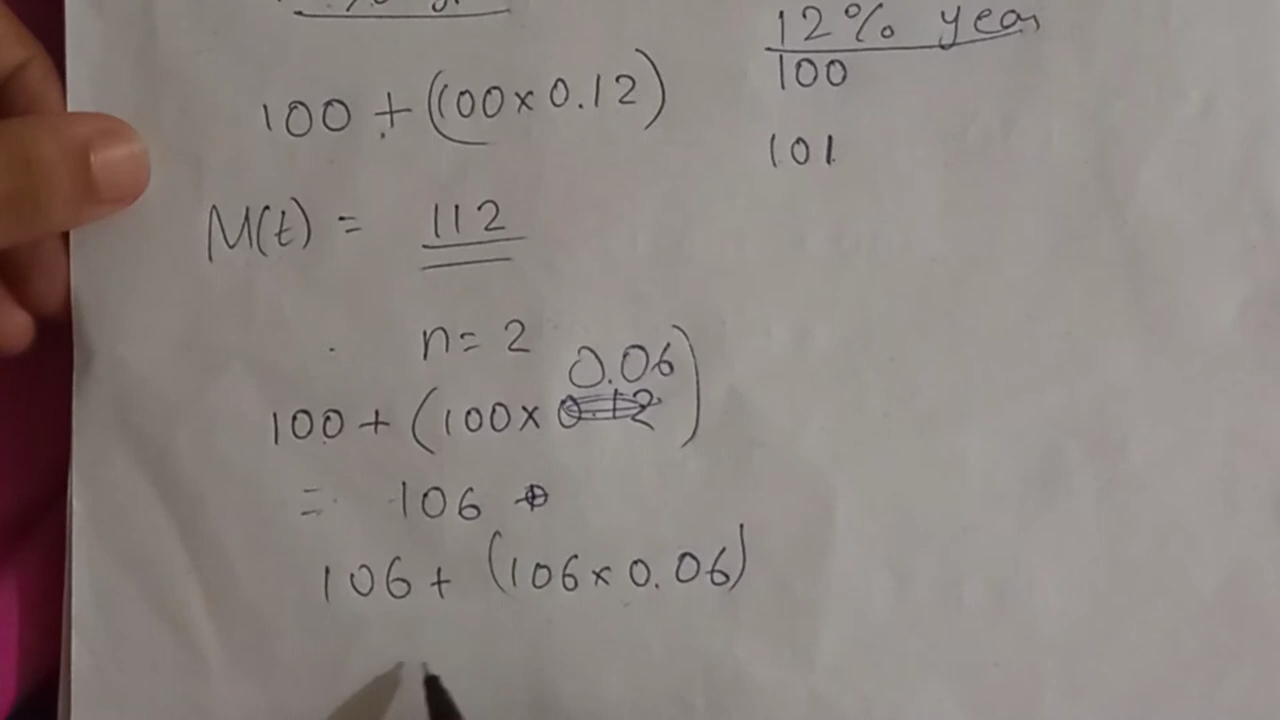 12% year
100
101
100 + (100 x 0.12)
M(t) = 112
n = 2
0.06
100 + (100 x 0.12)
= 106
106 + (106 x 0.06)